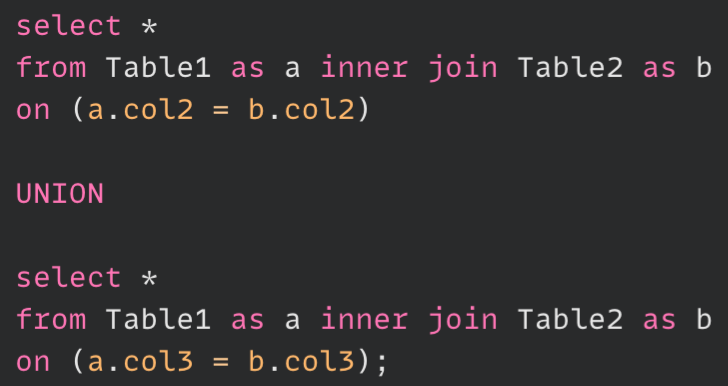 select *
from Table1 as a inner join Table2 as b
on (a.col2 = b.col2)
UNION
select *
from Table1 as a inner join Table2 as b
on (a.col3 = b.col3);